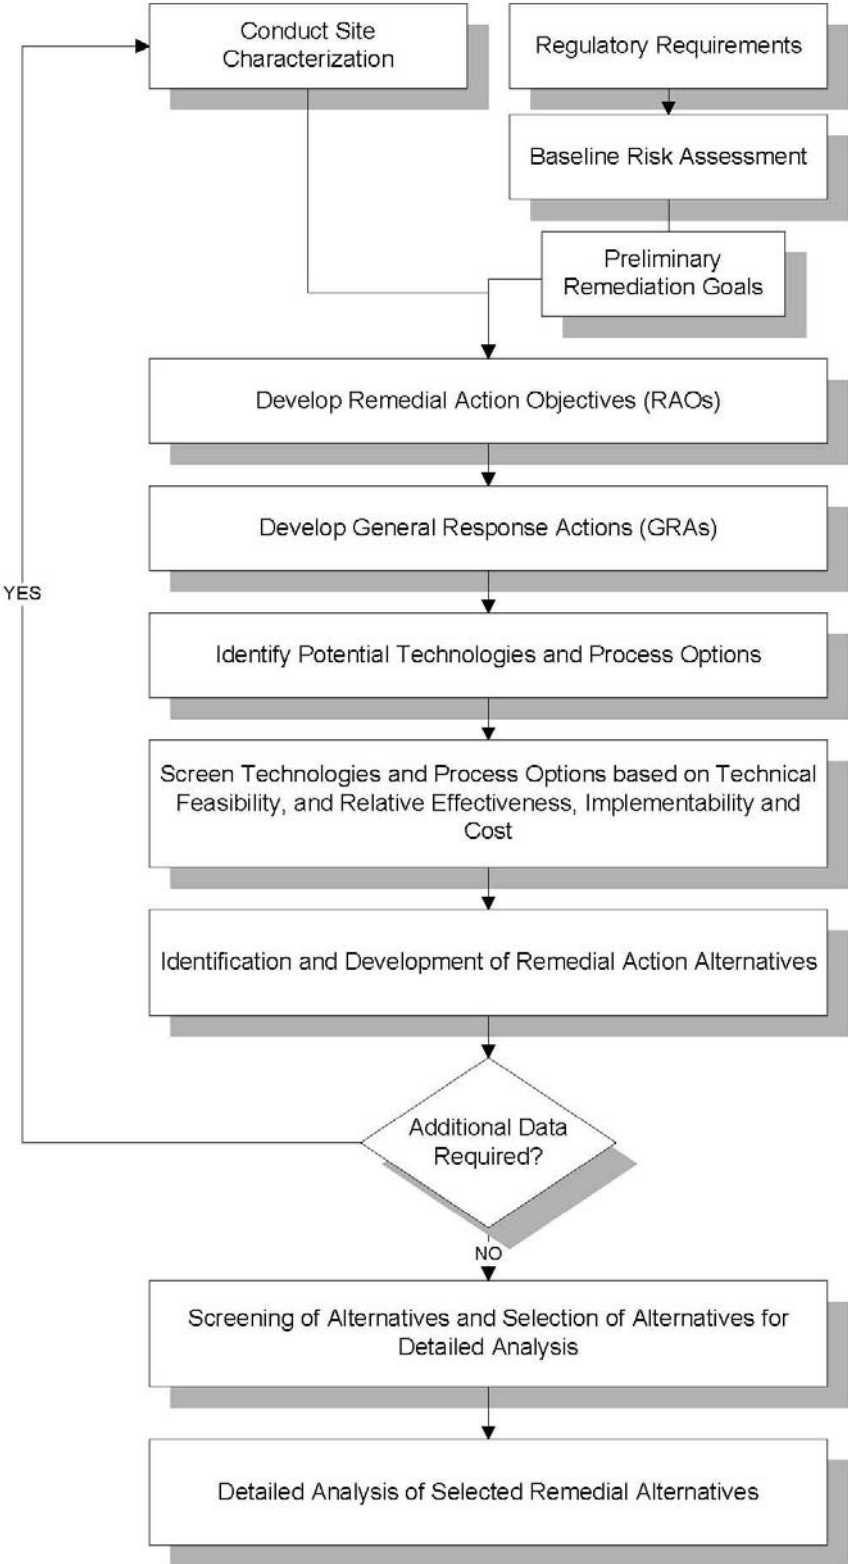 Conduct Site
Characterization
Regulatory Requirements
Baseline Risk Assessment
Preliminary
Remediation Goals
Develop Remedial Action Objectives (RAOs)
Develop General Response Actions (GRAs)
YES
Identify Potential Technologies and Process Options
Screen Technologies and Process Options based on Technical
Feasibility, and Relative Effectiveness, Implementability and
Cost
Identification and Development of Remedial Action Alternatives
Additional Data
Required?
NO
Screening of Alternatives and Selection of Alternatives for
Detailed Analysis
Detailed Analysis of Selected Remedial Alternatives